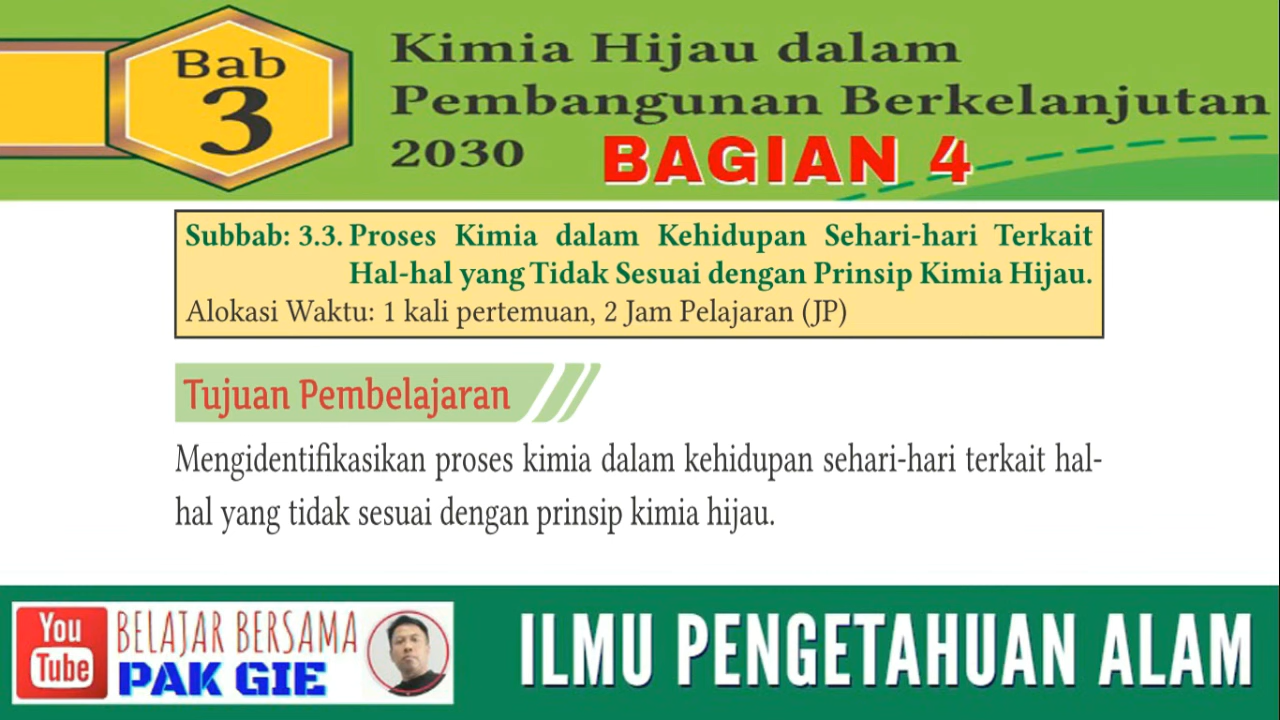 Bab
3
Kimia Hijau dalam
Pembangunan Berkelanjutan
2030
BAGIAN 4
Subbab: 3.3. Proses Kimia dalam Kehidupan Sehari-hari Terkait
Hal-hal yang Tidak Sesuai dengan Prinsip Kimia Hijau.
Alokasi Waktu: 1 kali pertemuan, 2 Jam Pelajaran (JP)
Tujuan Pembelajaran
Mengidentifikasikan proses kimia dalam kehidupan sehari-hari terkait hal-
hal yang tidak sesuai dengan prinsip kimia hijau.
You
Tube
BELAJAR BERSAMA
PAK GIE
ILMU PENGETAHUAN ALAM